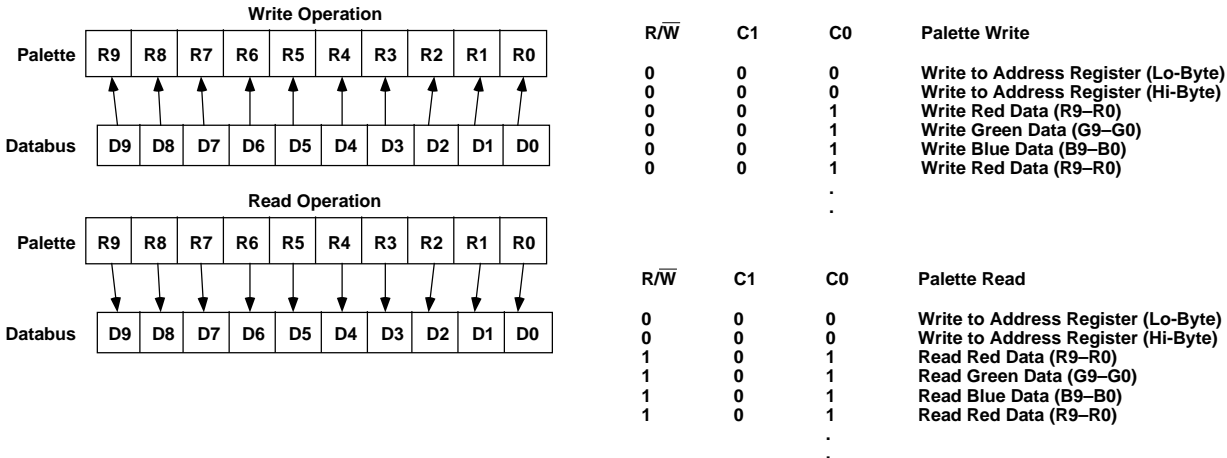 Write Operation
Palette R9 R8 R7 R6 R5 R4 R3 R2 R1 R0
Databus D9 D8 D7 D6 D5 D4 D3 D2 D1 D0
Read Operation
Palette R9 R8 R7 R6 R5 R4 R3 R2 R1 R0
Databus D9 D8 D7 D6 D5 D4 D3 D2 D1 D0
R/W̅ C1 C0 Palette Write
0 0 0 Write to Address Register (Lo-Byte)
0 0 0 Write to Address Register (Hi-Byte)
0 0 1 Write Red Data (R9–R0)
0 0 1 Write Green Data (G9–G0)
0 0 1 Write Blue Data (B9–B0)
0 0 1 Write Red Data (R9–R0)
.
.
R/W̅ C1 C0 Palette Read
0 0 0 Write to Address Register (Lo-Byte)
0 0 0 Write to Address Register (Hi-Byte)
1 0 1 Read Red Data (R9–R0)
1 0 1 Read Green Data (G9–G0)
1 0 1 Read Blue Data (B9–B0)
1 0 1 Read Red Data (R9–R0)
.
.